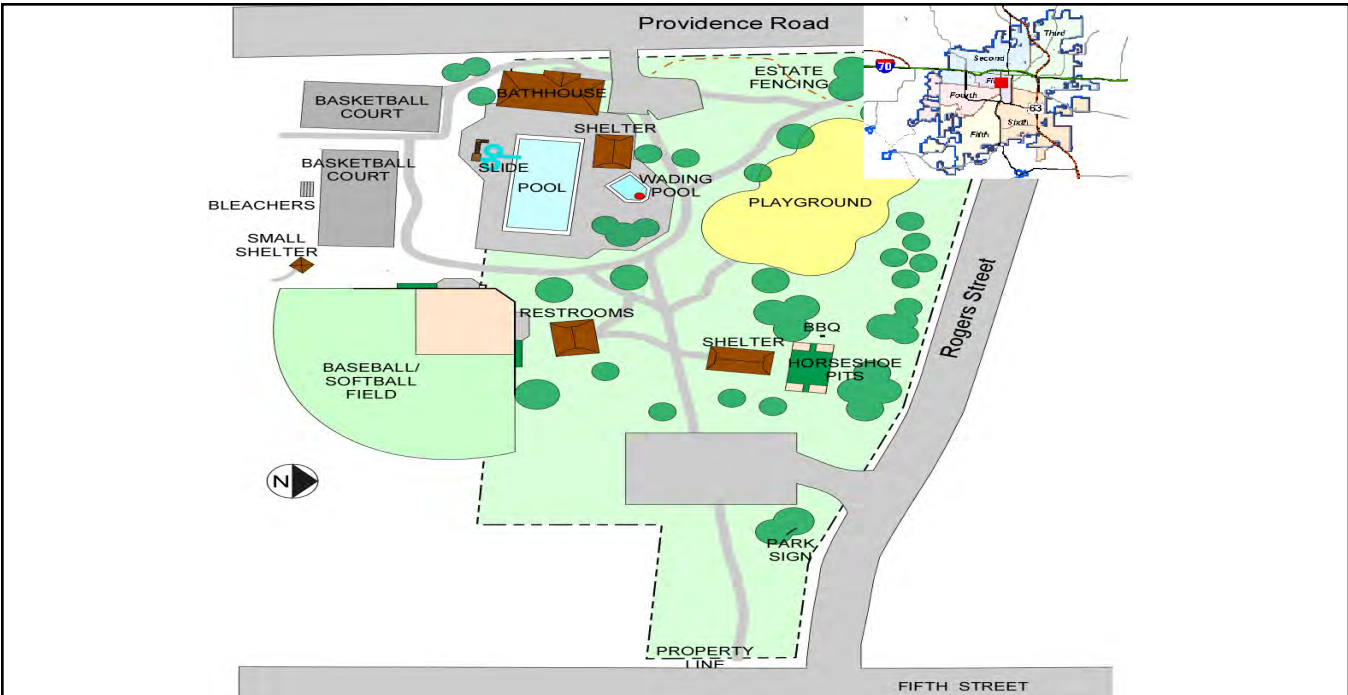 Providence Road
Third
Second
70
First
Fourth
63
Sixth
Fifth
ESTATE
FENCING
BATHHOUSE
BASKETBALL
COURT
SHELTER
BASKETBALL
COURT
SLIDE
POOL
WADING
POOL
PLAYGROUND
BLEACHERS
SMALL
SHELTER
RESTROOMS
BBQ
SHELTER
HORSESHOE
PITS
Rogers Street
BASEBALL/
SOFTBALL
FIELD
N
PARK
SIGN
PROPERTY
LINE
FIFTH STREET